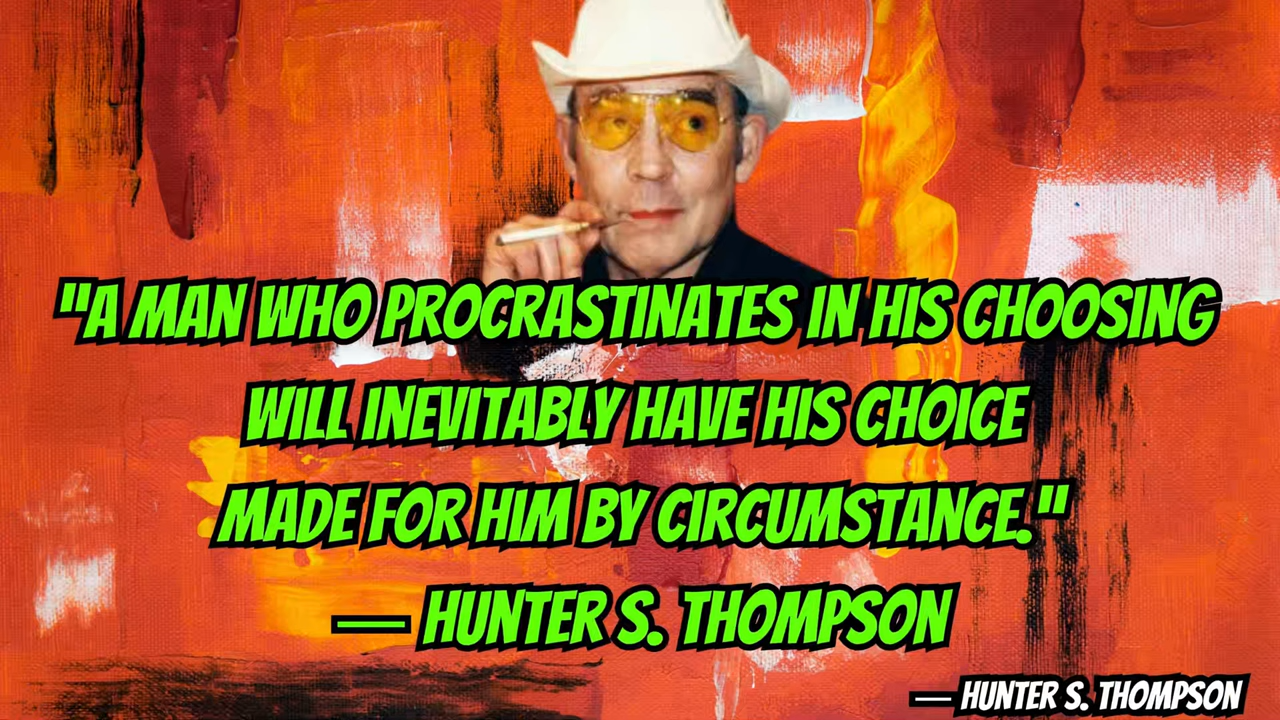 "A MAN WHO PROCRASTINATES IN HIS CHOOSING
WILL INEVITABLY HAVE HIS CHOICE
MADE FOR HIM BY CIRCUMSTANCE."
— HUNTER S. THOMPSON
— HUNTER S. THOMPSON